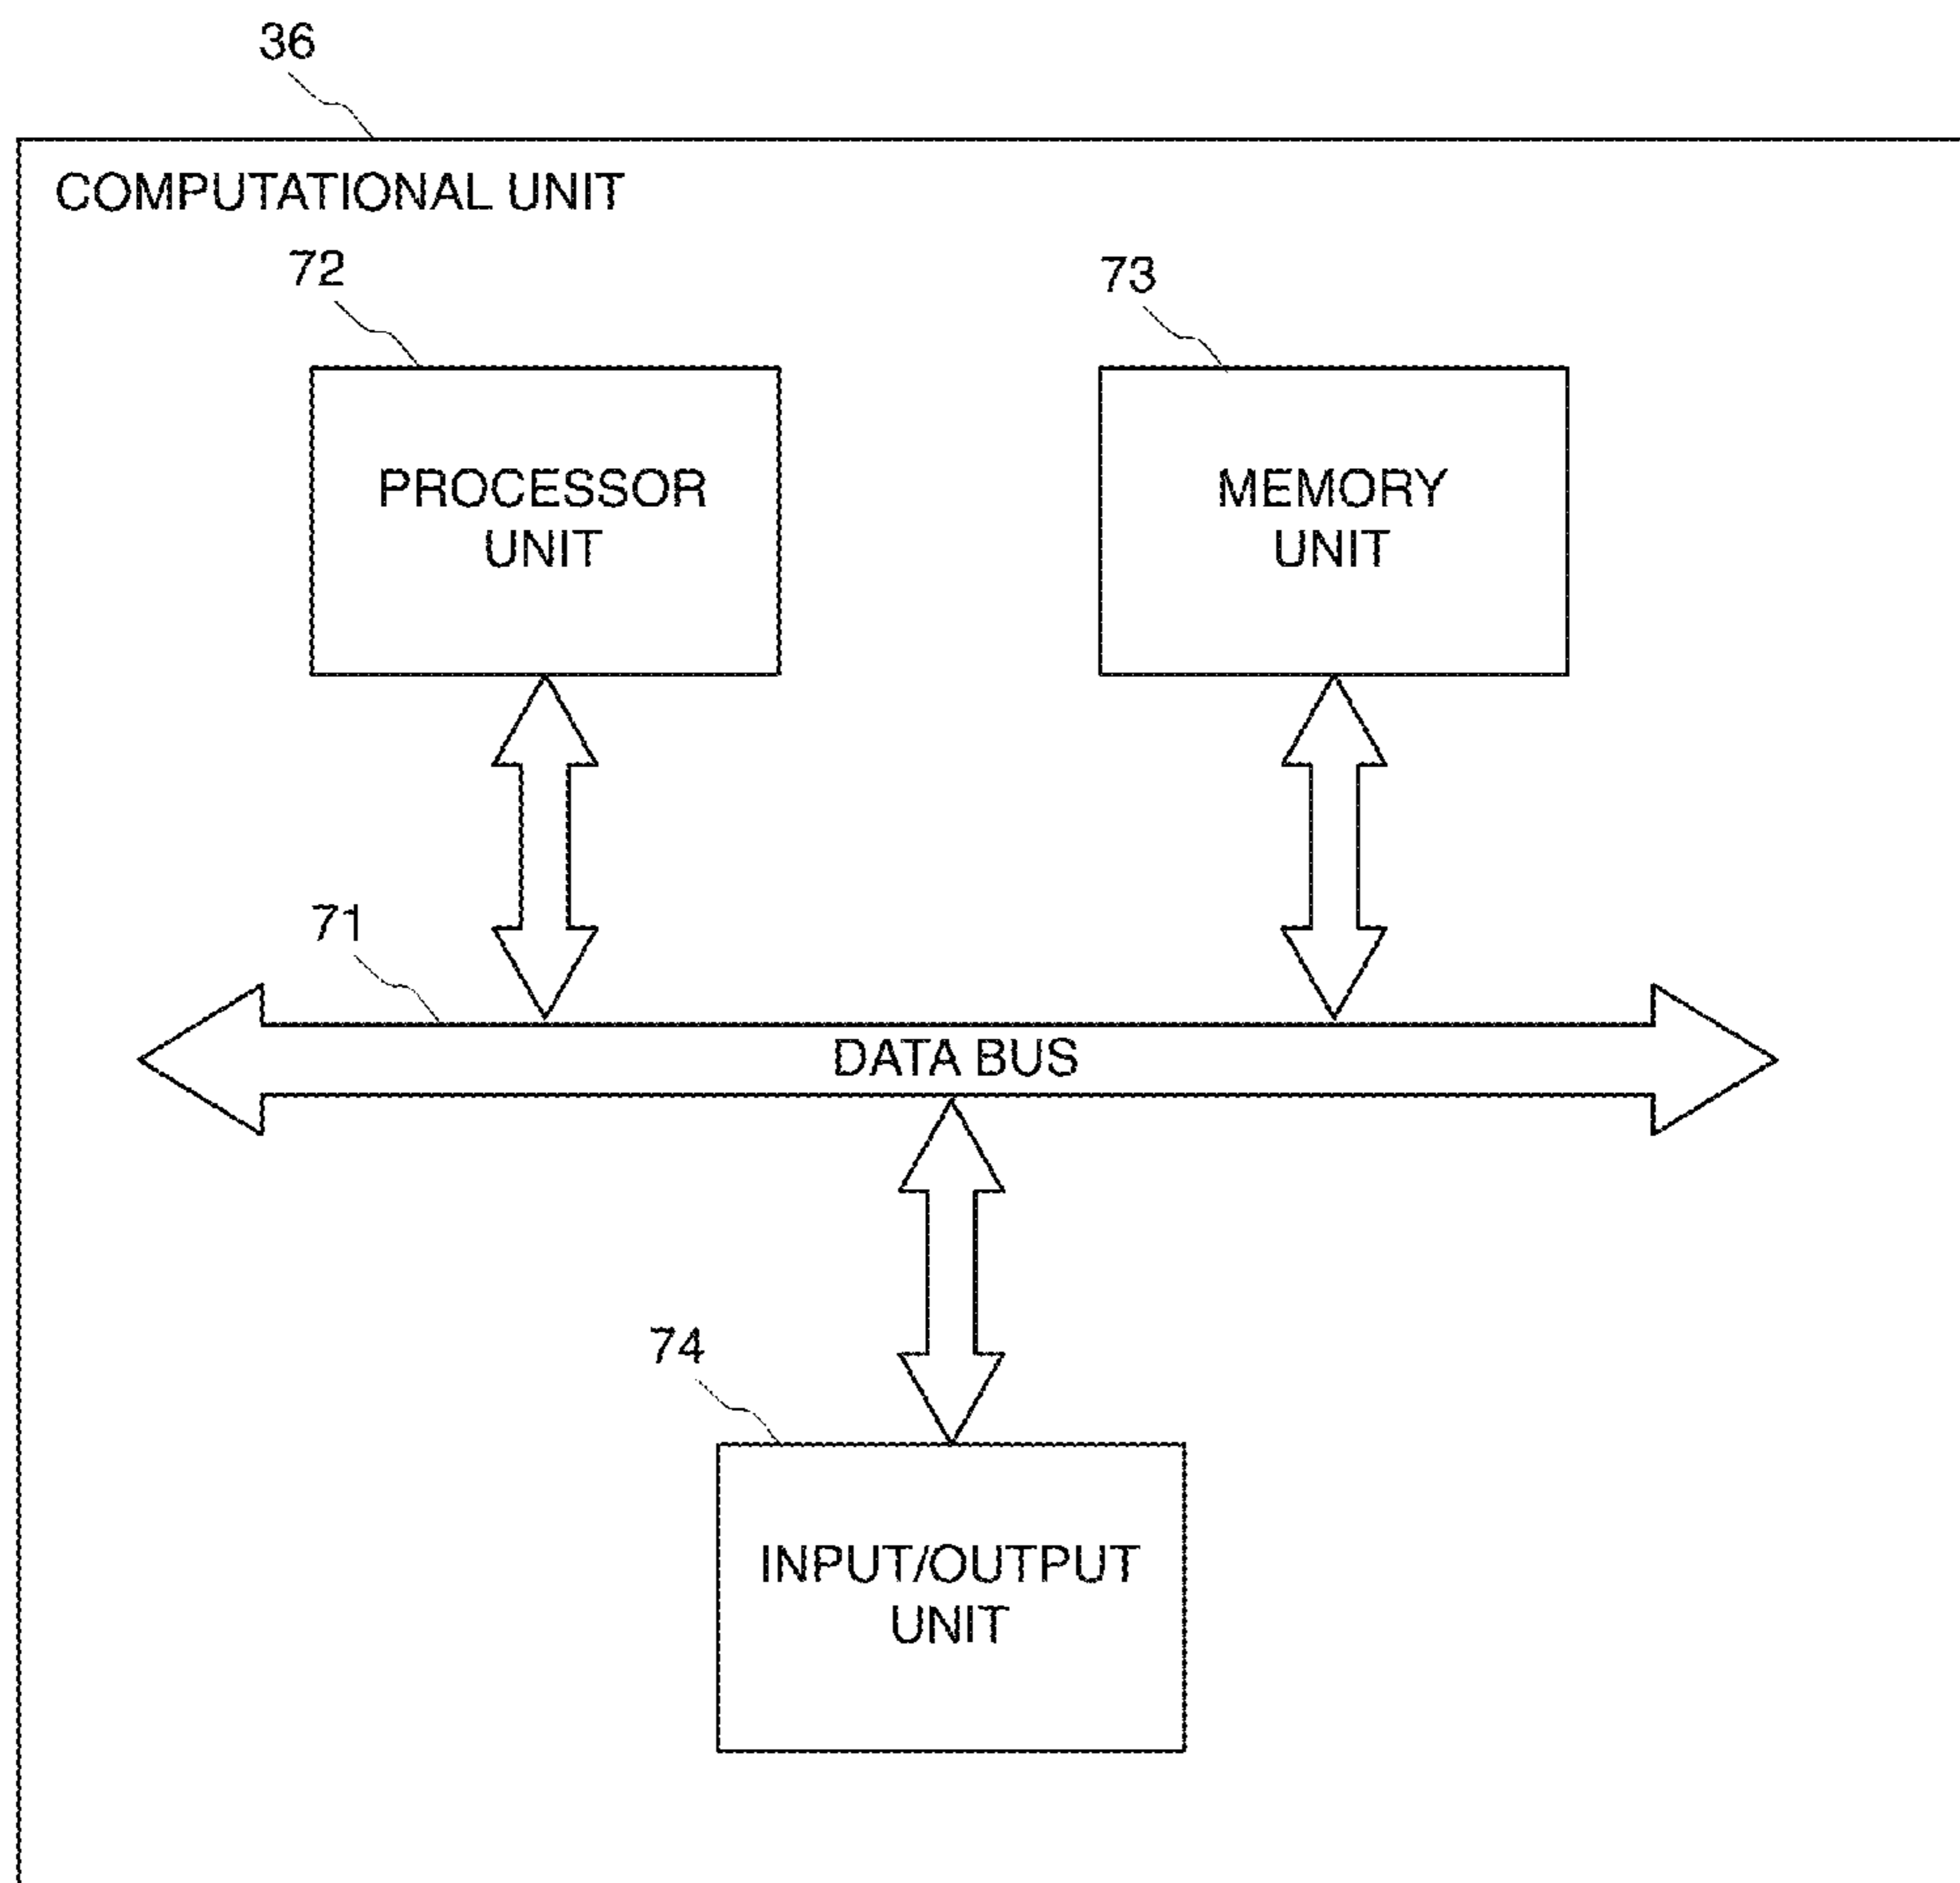 36
COMPUTATIONAL UNIT
72
73
PROCESSOR
UNIT
MEMORY
UNIT
71
DATA BUS
74
INPUT/OUTPUT
UNIT